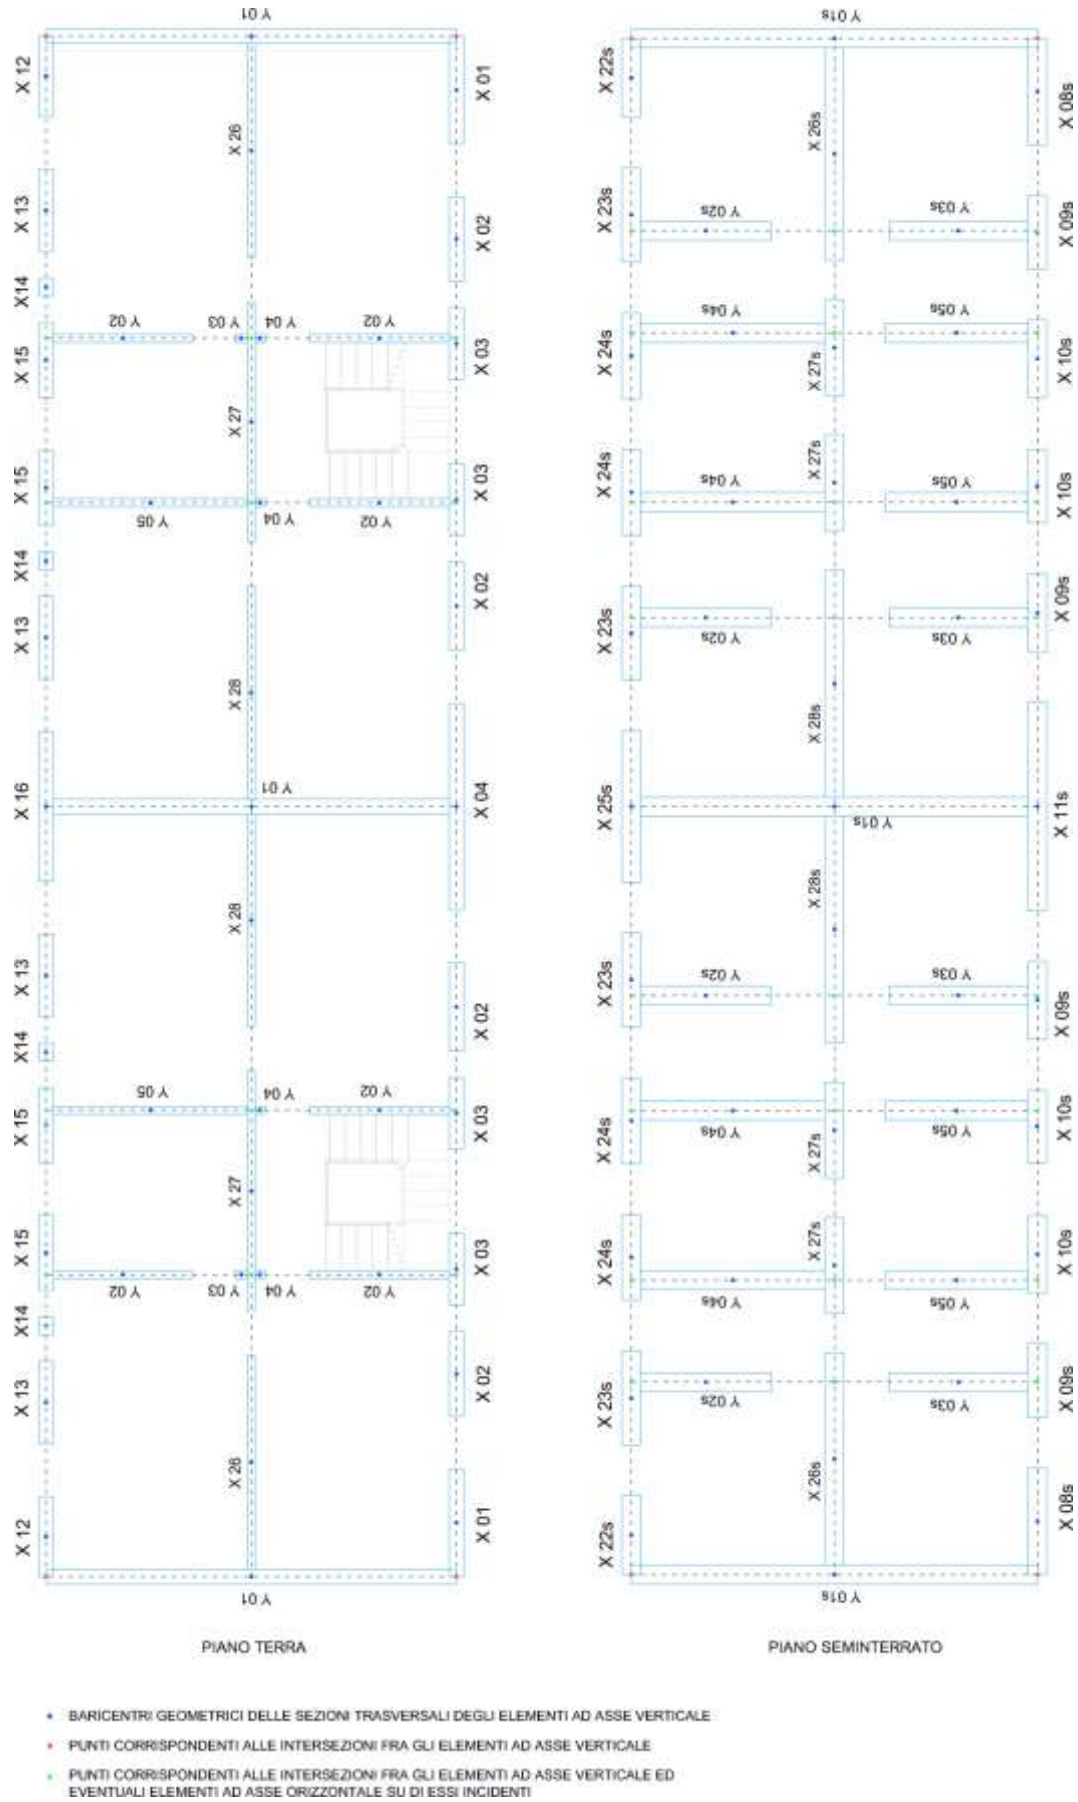 Y 01
X 12
X 01
X 26
X 13
X 02
X14
Y 02
Y 03
Y 04
Y 02
X 15
X 03
X 27
X 15
X 03
Y 05
Y 04
Y 02
X14
X 02
X 13
X 28
Y 01
X 16
X 04
X 28
X 13
X 02
X14
Y 05
Y 04
Y 02
X 15
X 03
X 27
X 15
X 03
Y 02
Y 03
Y 04
Y 02
X14
X 02
X 13
X 26
X 12
X 01
Y 01
PIANO TERRA
Y 01s
X 22s
X 08s
X 26s
X 23s
Y 02s
Y 03s
X 09s
Y 04s
Y 05s
X 24s
X 27s
X 10s
X 24s
X 27s
Y 04s
Y 05s
X 10s
X 09s
X 23s
Y 02s
Y 03s
X 28s
X 25s
Y 01s
X 11s
X 28s
X 23s
Y 02s
Y 03s
X 09s
X 24s
Y 04s
X 27s
Y 05s
X 10s
X 24s
X 27s
X 10s
Y 04s
Y 05s
X 23s
Y 02s
Y 03s
X 09s
X 26s
X 22s
X 08s
Y 01s
PIANO SEMINTERRATO
BARICENTRI GEOMETRICI DELLE SEZIONI TRASVERSALI DEGLI ELEMENTI AD ASSE VERTICALE
PUNTI CORRISPONDENTI ALLE INTERSEZIONI FRA GLI ELEMENTI AD ASSE VERTICALE
PUNTI CORRISPONDENTI ALLE INTERSEZIONI FRA GLI ELEMENTI AD ASSE VERTICALE ED
EVENTUALI ELEMENTI AD ASSE ORIZZONTALE SU DI ESSI INCIDENTI